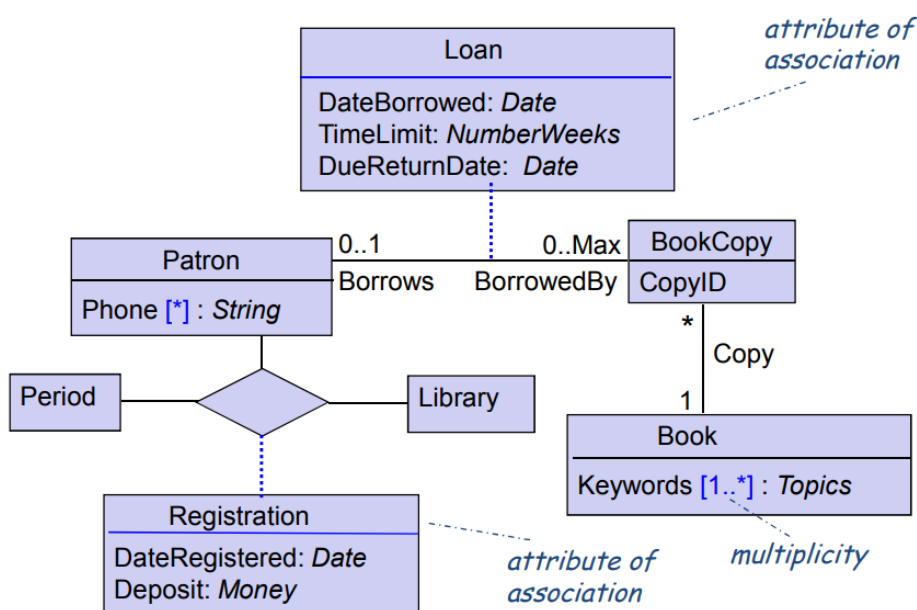 attribute of
association
Loan
DateBorrowed: Date
TimeLimit: NumberWeeks
DueReturnDate: Date
Patron
Phone [*] : String
0..1
Borrows
0..Max
BorrowedBy
BookCopy
CopyID
*
Copy
1
Period
Library
Book
Keywords [1..*] : Topics
Registration
DateRegistered: Date
Deposit: Money
attribute of
association
multiplicity